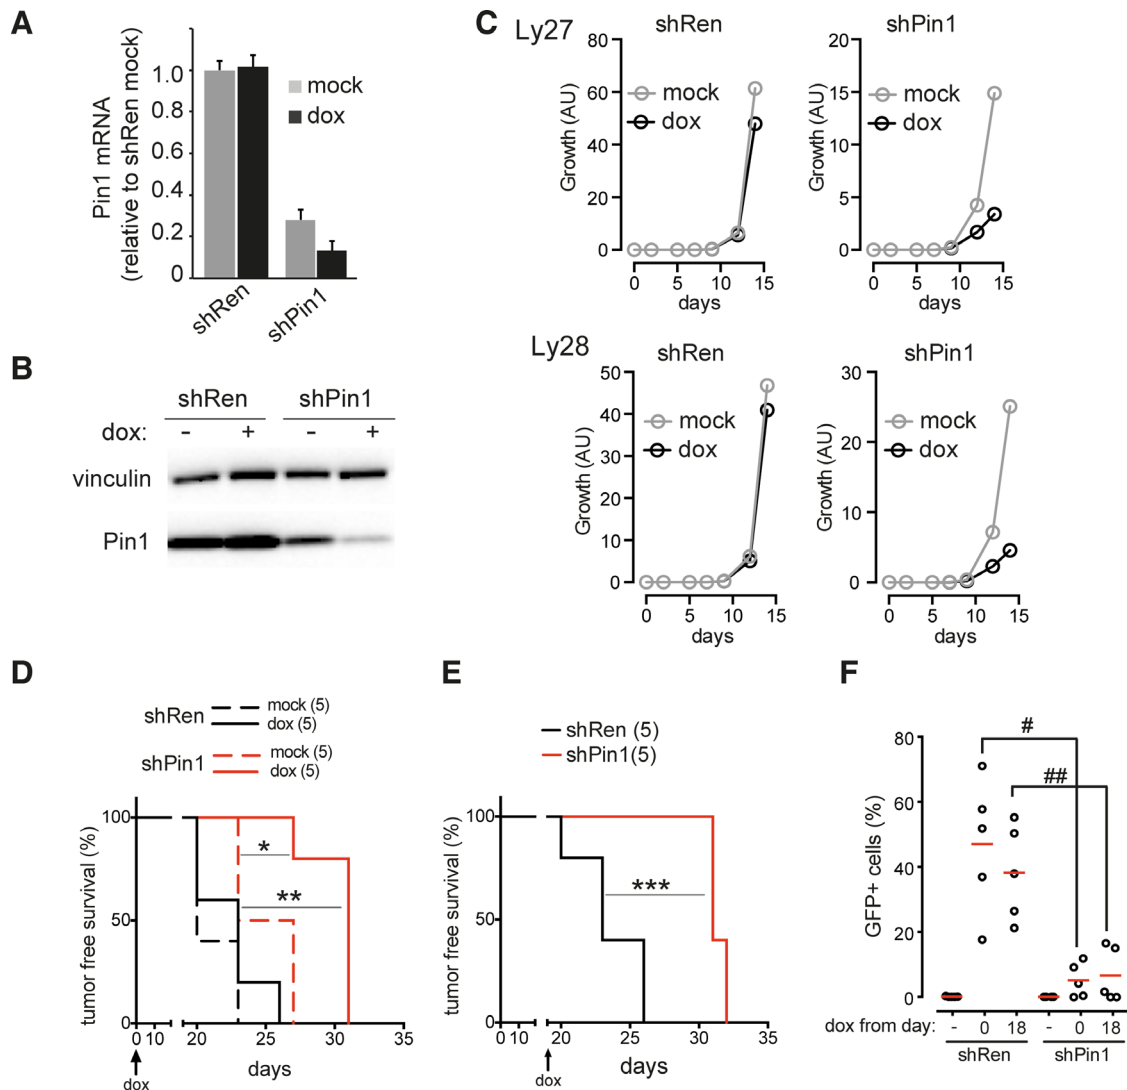 A
Pin1 mRNA
(relative to shRen mock)
1.0
0.8
0.6
0.4
0.2
0
mock
dox
shRen
shPin1
B
shRen
shPin1
dox:
-
+
-
+
vinculin
Pin1
C
Ly27
shRen
Growth (AU)
80
60
40
20
0
mock
dox
0 5 10 15
days
shPin1
Growth (AU)
20
15
10
5
0
mock
dox
0 5 10 15
days
Ly28
shRen
Growth (AU)
50
40
30
20
10
0
mock
dox
0 5 10 15
days
shPin1
Growth (AU)
30
20
10
0
mock
dox
0 5 10 15
days
D
shRen
mock (5)
dox (5)
shPin1
mock (5)
dox (5)
tumor free survival (%)
100
50
0
*
**
0 10 20 25 30 35
days
dox
E
shRen (5)
shPin1(5)
tumor free survival (%)
100
50
0
***
0 10 20 25 30 35
days
dox
F
GFP+ cells (%)
80
60
40
20
0
#
##
dox from day: - 0 18 - 0 18
shRen
shPin1